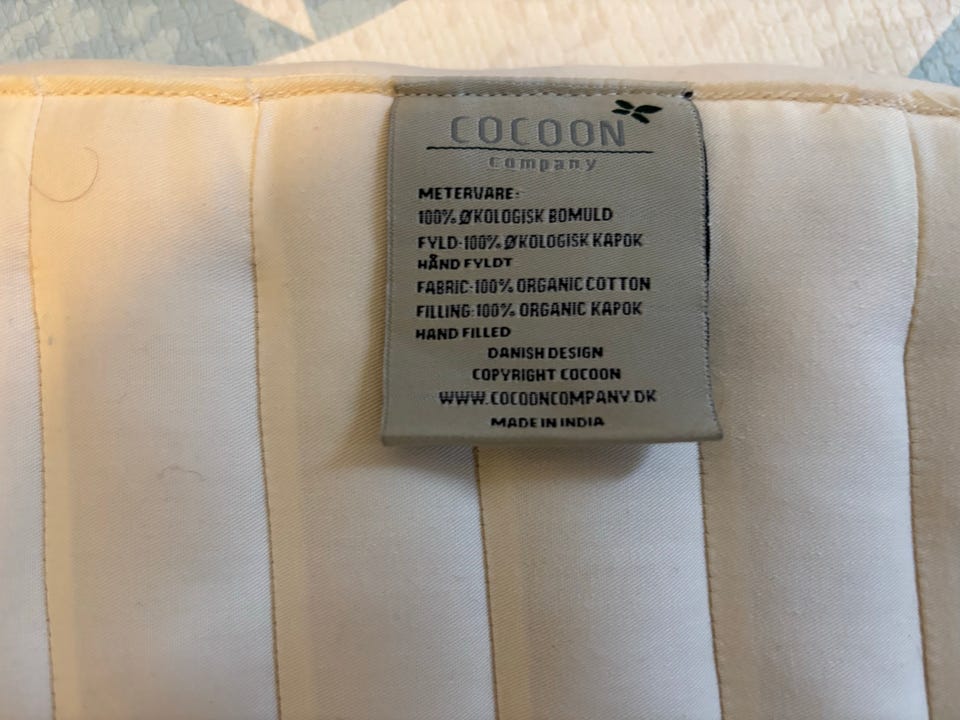 COCOON
company
METERVARE:
100% ØKOLOGISK BOMULD
FYLD:100% ØKOLOGISK KAPOK
HÅND FYLDT
FABRIC:100% ORGANIC COTTON
FILLING:100% ORGANIC KAPOK
HAND FILLED
DANISH DESIGN
COPYRIGHT COCOON
WWW.COCOONCOMPANY.DK
MADE IN INDIA